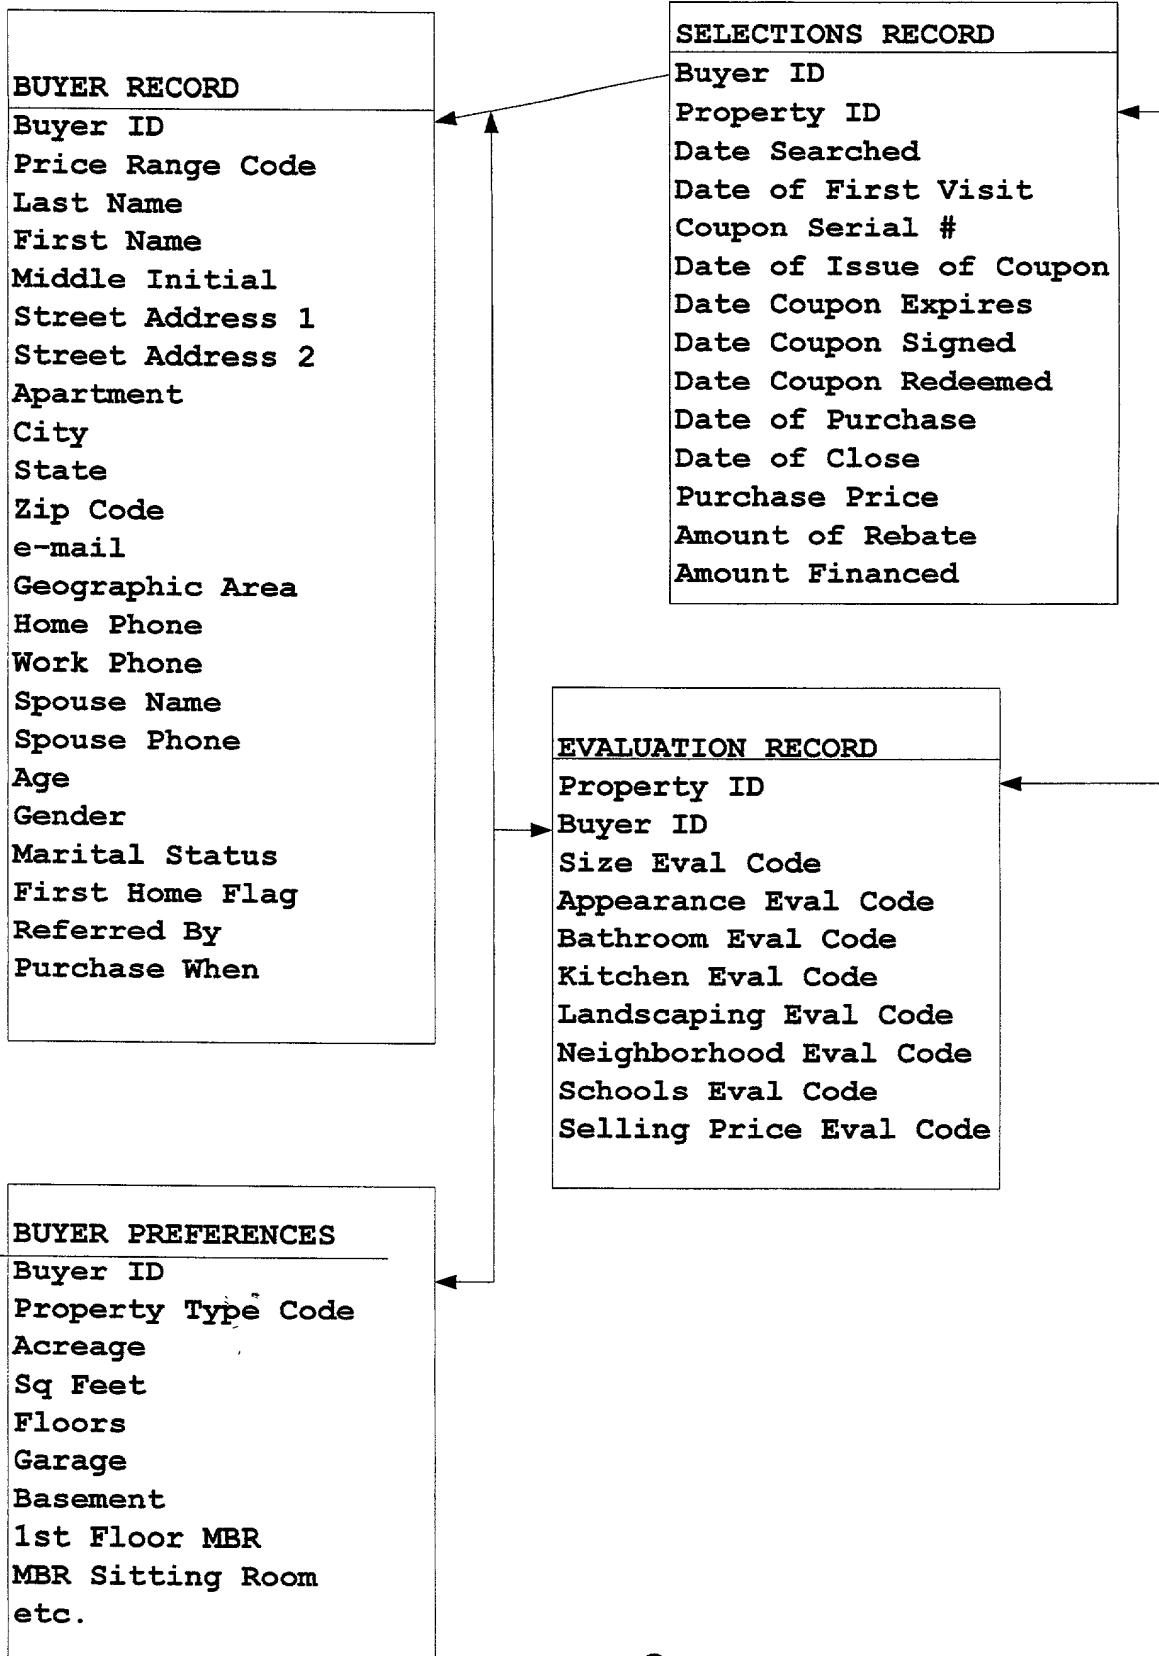 BUYER RECORD
Buyer ID
Price Range Code
Last Name
First Name
Middle Initial
Street Address 1
Street Address 2
Apartment
City
State
Zip Code
e-mail
Geographic Area
Home Phone
Work Phone
Spouse Name
Spouse Phone
Age
Gender
Marital Status
First Home Flag
Referred By
Purchase When
SELECTIONS RECORD
Buyer ID
Property ID
Date Searched
Date of First Visit
Coupon Serial #
Date of Issue of Coupon
Date Coupon Expires
Date Coupon Signed
Date Coupon Redeemed
Date of Purchase
Date of Close
Purchase Price
Amount of Rebate
Amount Financed
EVALUATION RECORD
Property ID
Buyer ID
Size Eval Code
Appearance Eval Code
Bathroom Eval Code
Kitchen Eval Code
Landscaping Eval Code
Neighborhood Eval Code
Schools Eval Code
Selling Price Eval Code
BUYER PREFERENCES
Buyer ID
Property Type Code
Acreage
Sq Feet
Floors
Garage
Basement
1st Floor MBR
MBR Sitting Room
etc.